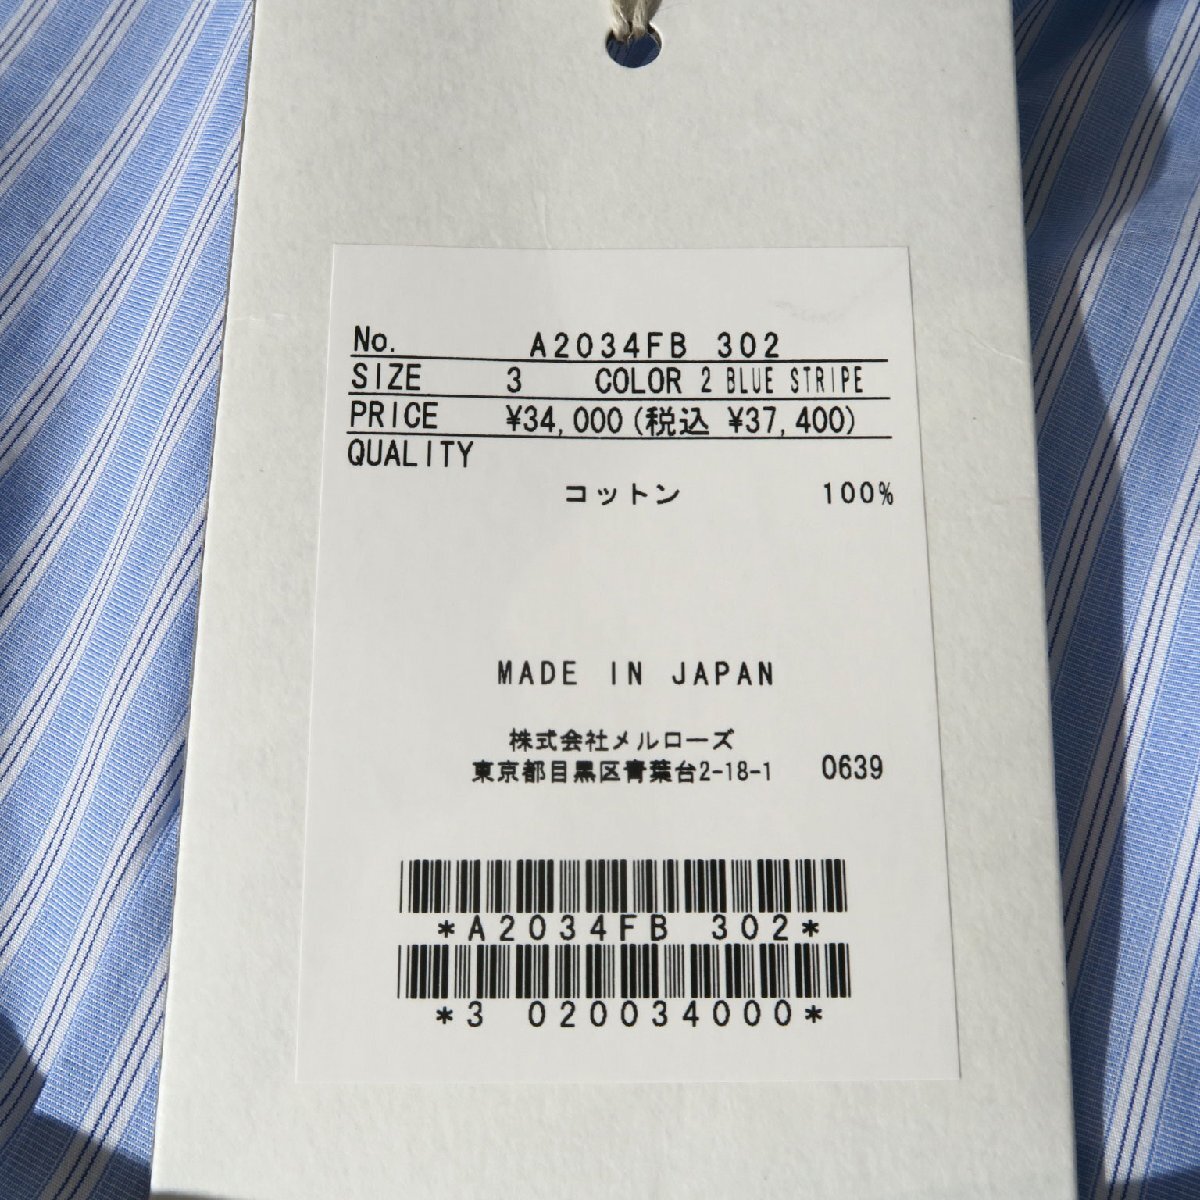 No. A2034FB 302
SIZE 3 COLOR 2 BLUE STRIPE
PRICE ¥34,000(税込 ¥37,400)
QUALITY
コットン 100%
MADE IN JAPAN
株式会社メルローズ
東京都目黒区青葉台2-18-1 0639
*A2034FB 302*
*3 020034000*